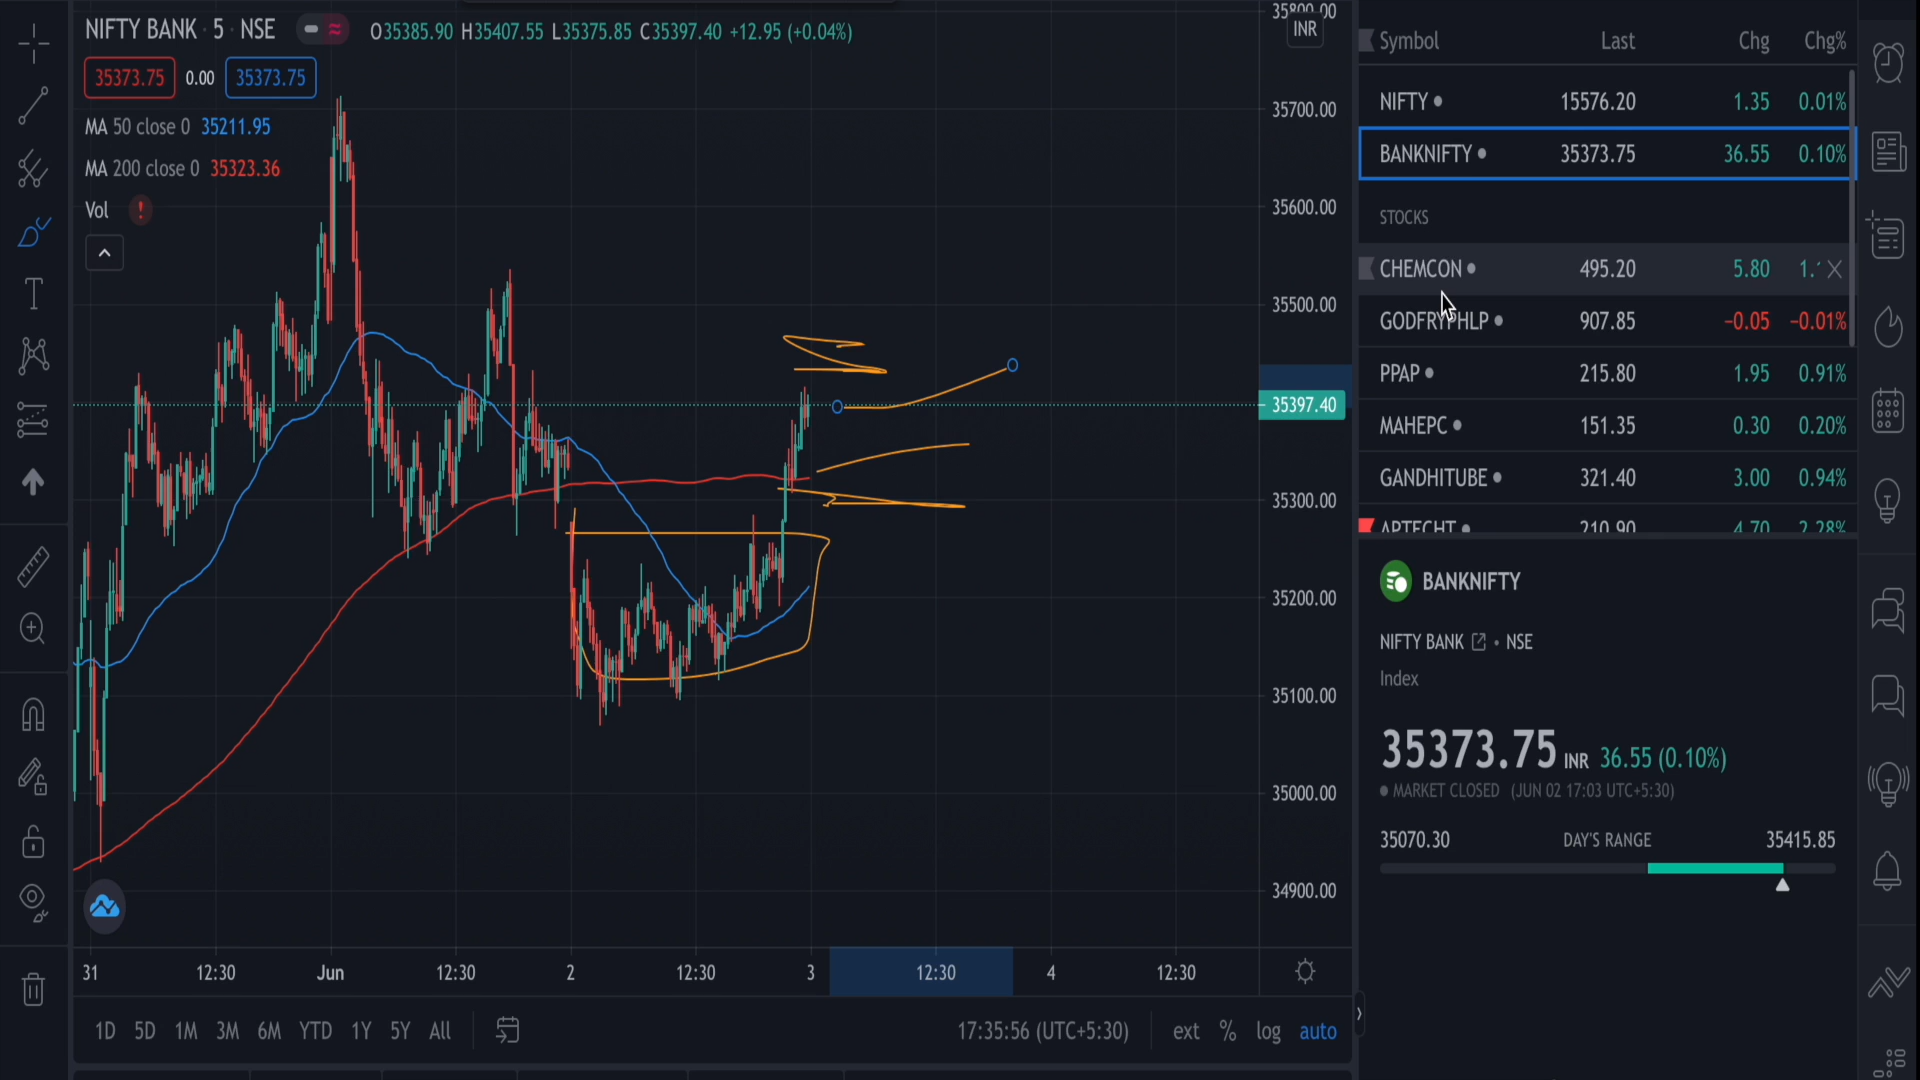 NIFTY BANK · 5 · NSE
O35385.90 H35407.55 L35375.85 C35397.40 +12.95 (+0.04%)
35373.75 0.00 35373.75
MA 50 close 0 35211.95
MA 200 close 0 35323.36
Vol !
35800.00
INR
35700.00
35600.00
35500.00
35397.40
35300.00
35200.00
35100.00
35000.00
34900.00
31 12:30 Jun 12:30 2 12:30 3 12:30 4 12:30
1D 5D 1M 3M 6M YTD 1Y 5Y All
17:35:56 (UTC+5:30) ext % log auto
Symbol Last Chg Chg%
NIFTY 15576.20 1.35 0.01%
BANKNIFTY 35373.75 36.55 0.10%
STOCKS
CHEMCON 495.20 5.80
GODFRYPHLP 907.85 −0.05 −0.01%
PPAP 215.80 1.95 0.91%
MAHEPC 151.35 0.30 0.20%
GANDHITUBE 321.40 3.00 0.94%
APTECHT 210.90 4.70 2.28%
BANKNIFTY
NIFTY BANK • NSE
Index
35373.75 INR 36.55 (0.10%)
MARKET CLOSED (JUN 02 17:03 UTC+5:30)
35070.30 DAY'S RANGE 35415.85